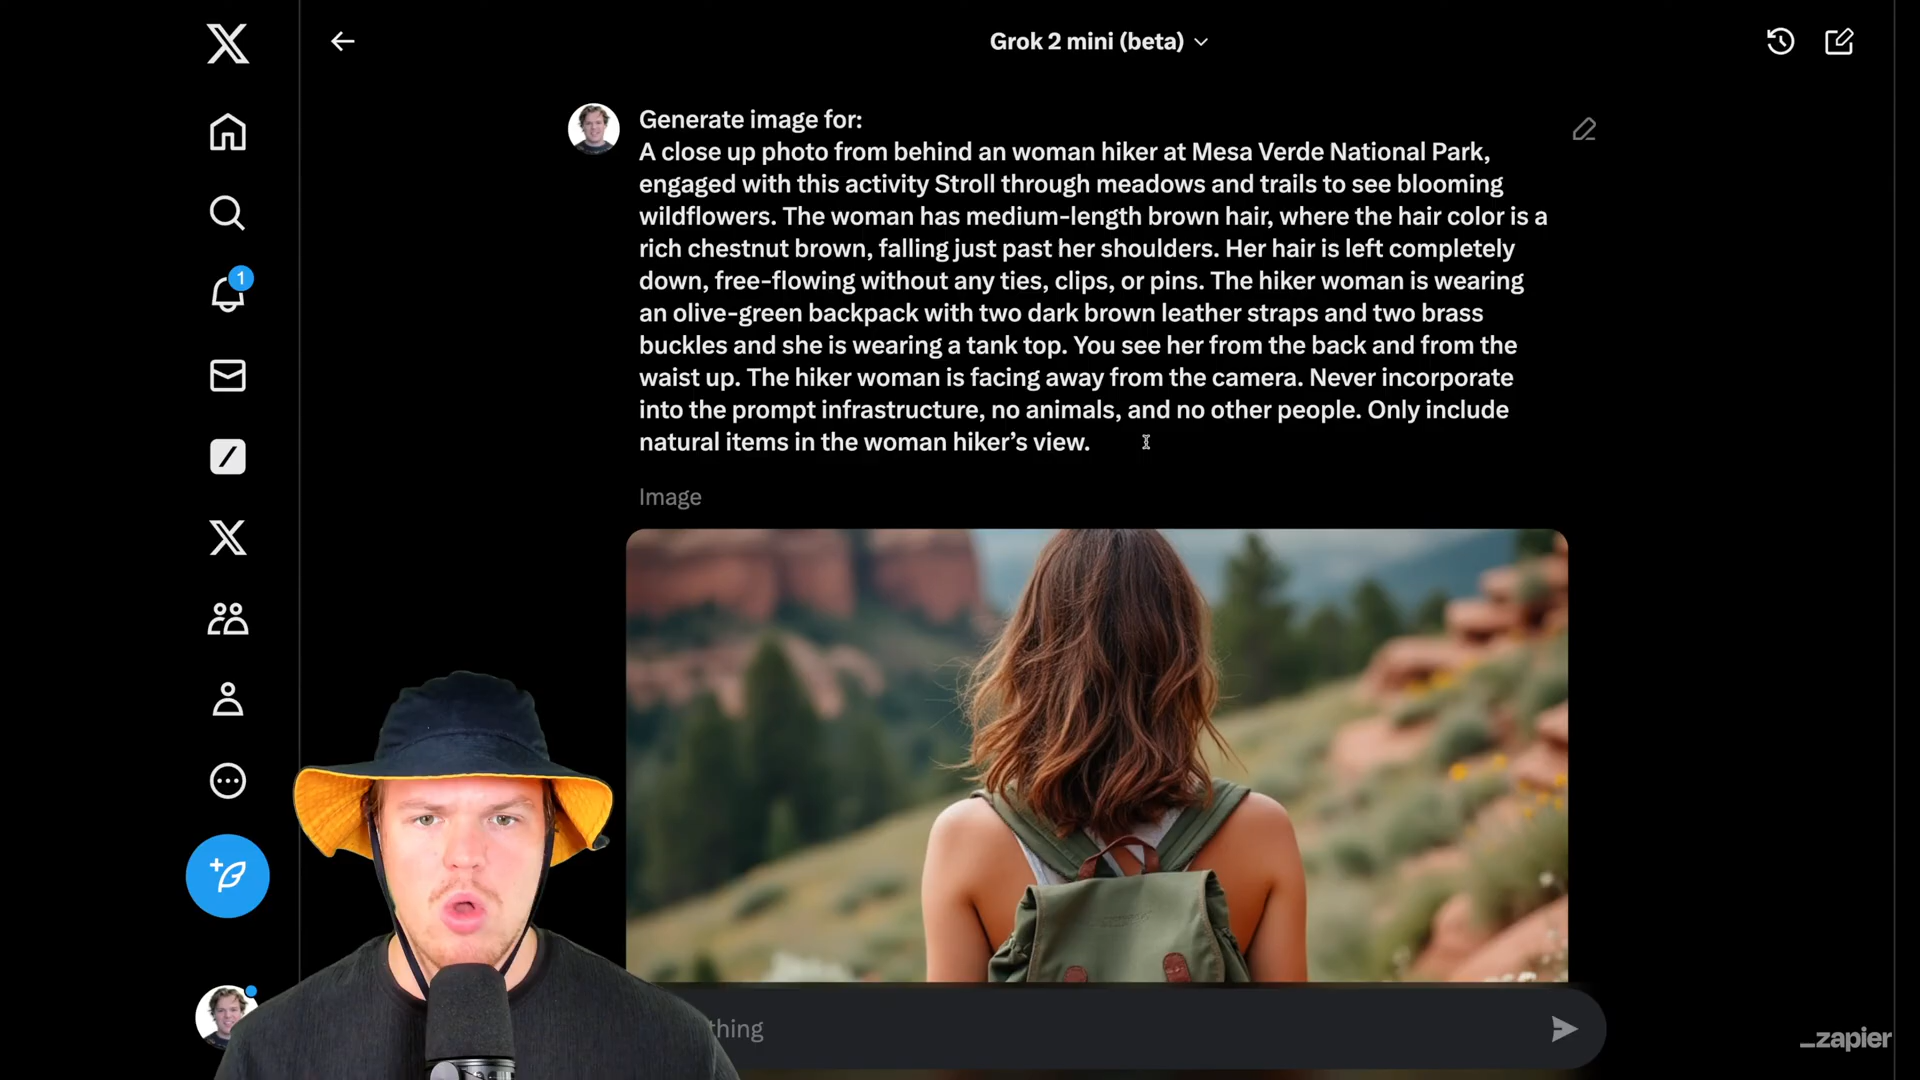 Grok 2 mini (beta)
Generate image for:
A close up photo from behind an woman hiker at Mesa Verde National Park,
engaged with this activity Stroll through meadows and trails to see blooming
wildflowers. The woman has medium-length brown hair, where the hair color is a
rich chestnut brown, falling just past her shoulders. Her hair is left completely
down, free-flowing without any ties, clips, or pins. The hiker woman is wearing
an olive-green backpack with two dark brown leather straps and two brass
buckles and she is wearing a tank top. You see her from the back and from the
waist up. The hiker woman is facing away from the camera. Never incorporate
into the prompt infrastructure, no animals, and no other people. Only include
natural items in the woman hiker’s view.
1
Image
thing
_zapier